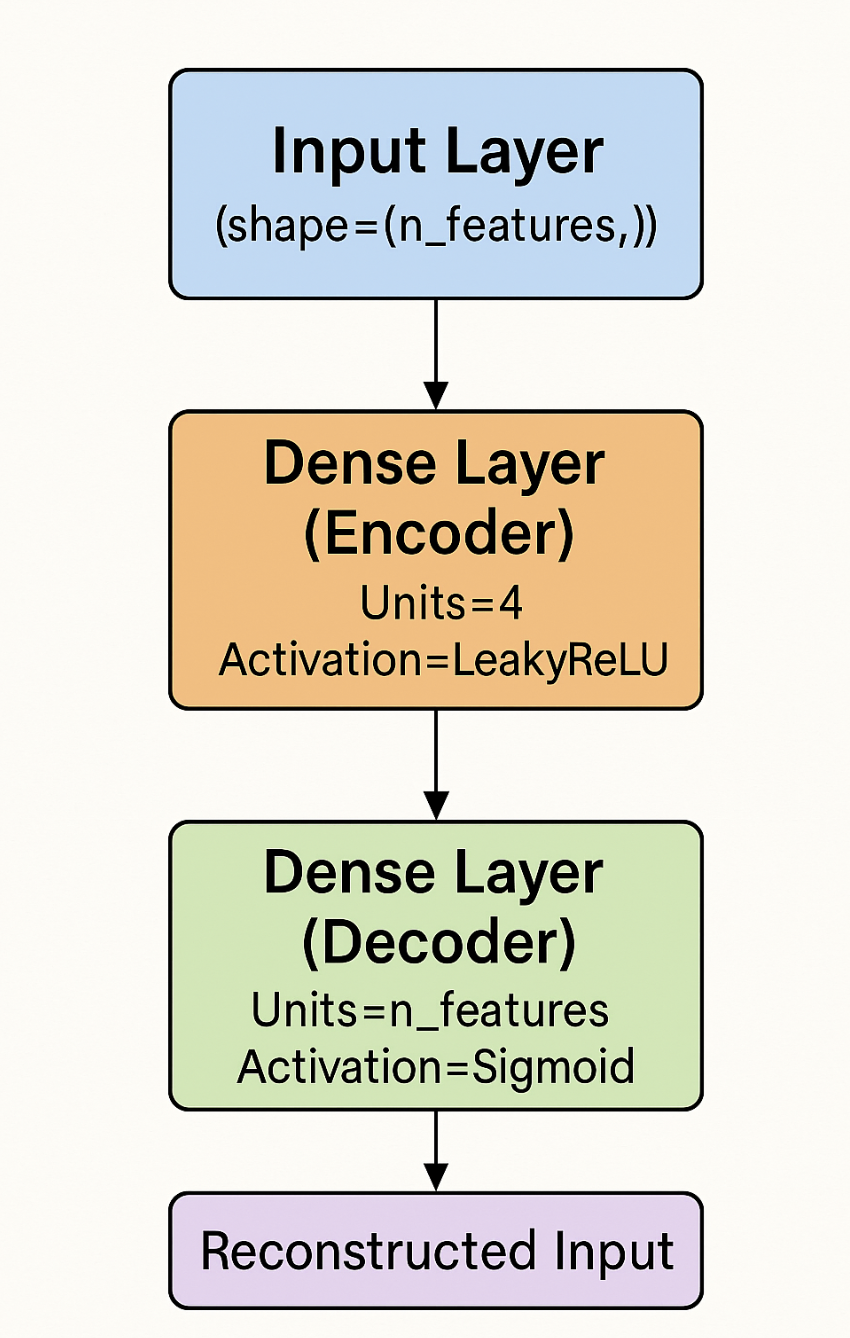 Input Layer
(shape=(n_features,))
Dense Layer
(Encoder)
Units=4
Activation=LeakyReLU
Dense Layer
(Decoder)
Units=n_features
Activation=Sigmoid
Reconstructed Input